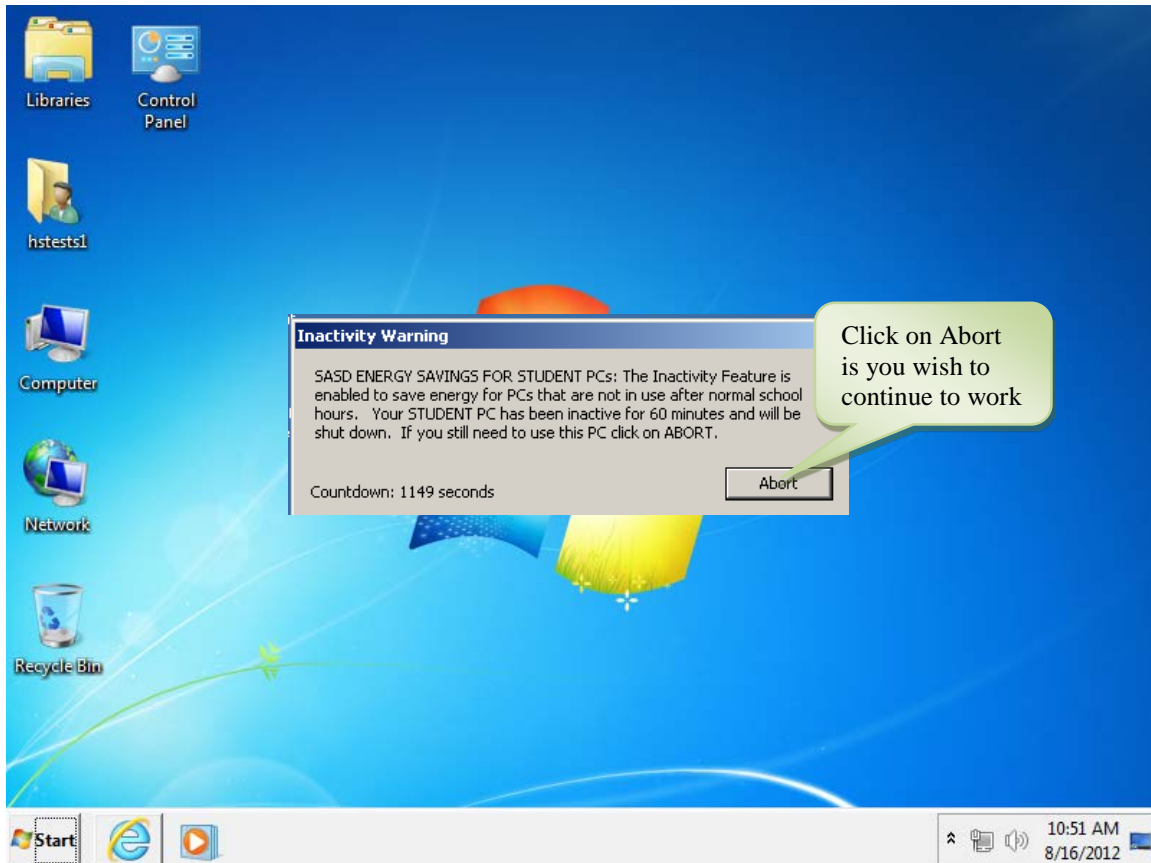 Libraries
Control
Panel
hstests1
Computer
Network
Recycle Bin
Inactivity Warning
SASD ENERGY SAVINGS FOR STUDENT PCs: The Inactivity Feature is
enabled to save energy for PCs that are not in use after normal school
hours. Your STUDENT PC has been inactive for 60 minutes and will be
shut down. If you still need to use this PC click on ABORT.
Countdown: 1149 seconds
Abort
Click on Abort
is you wish to
continue to work
Start
10:51 AM
8/16/2012